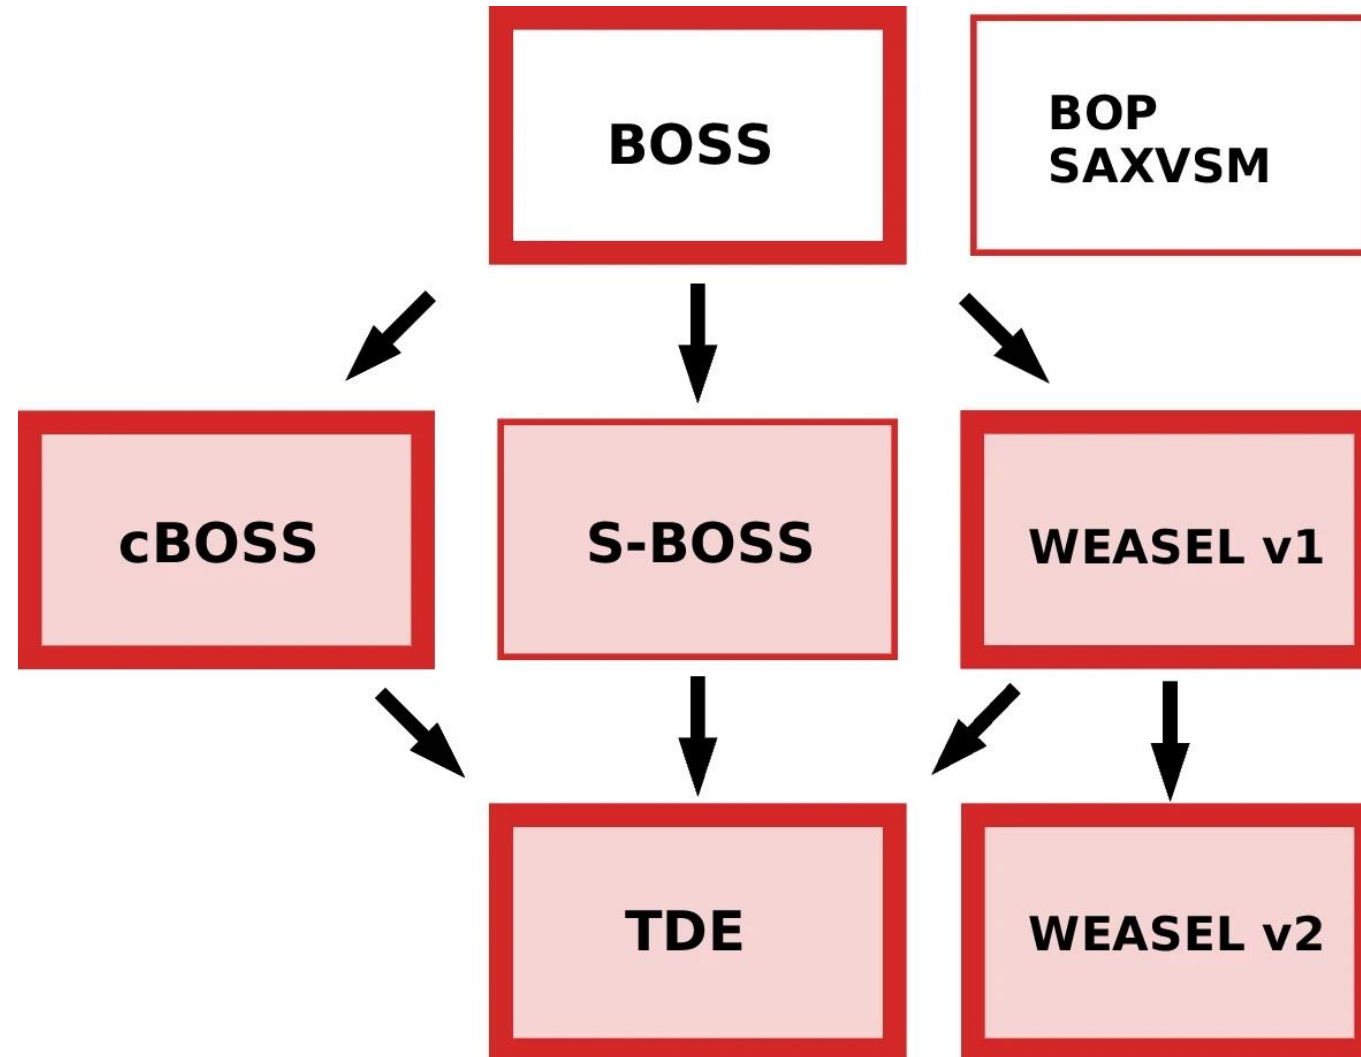 BOSS
BOP
SAXVSM
cBOSS
S-BOSS
WEASEL v1
TDE
WEASEL v2